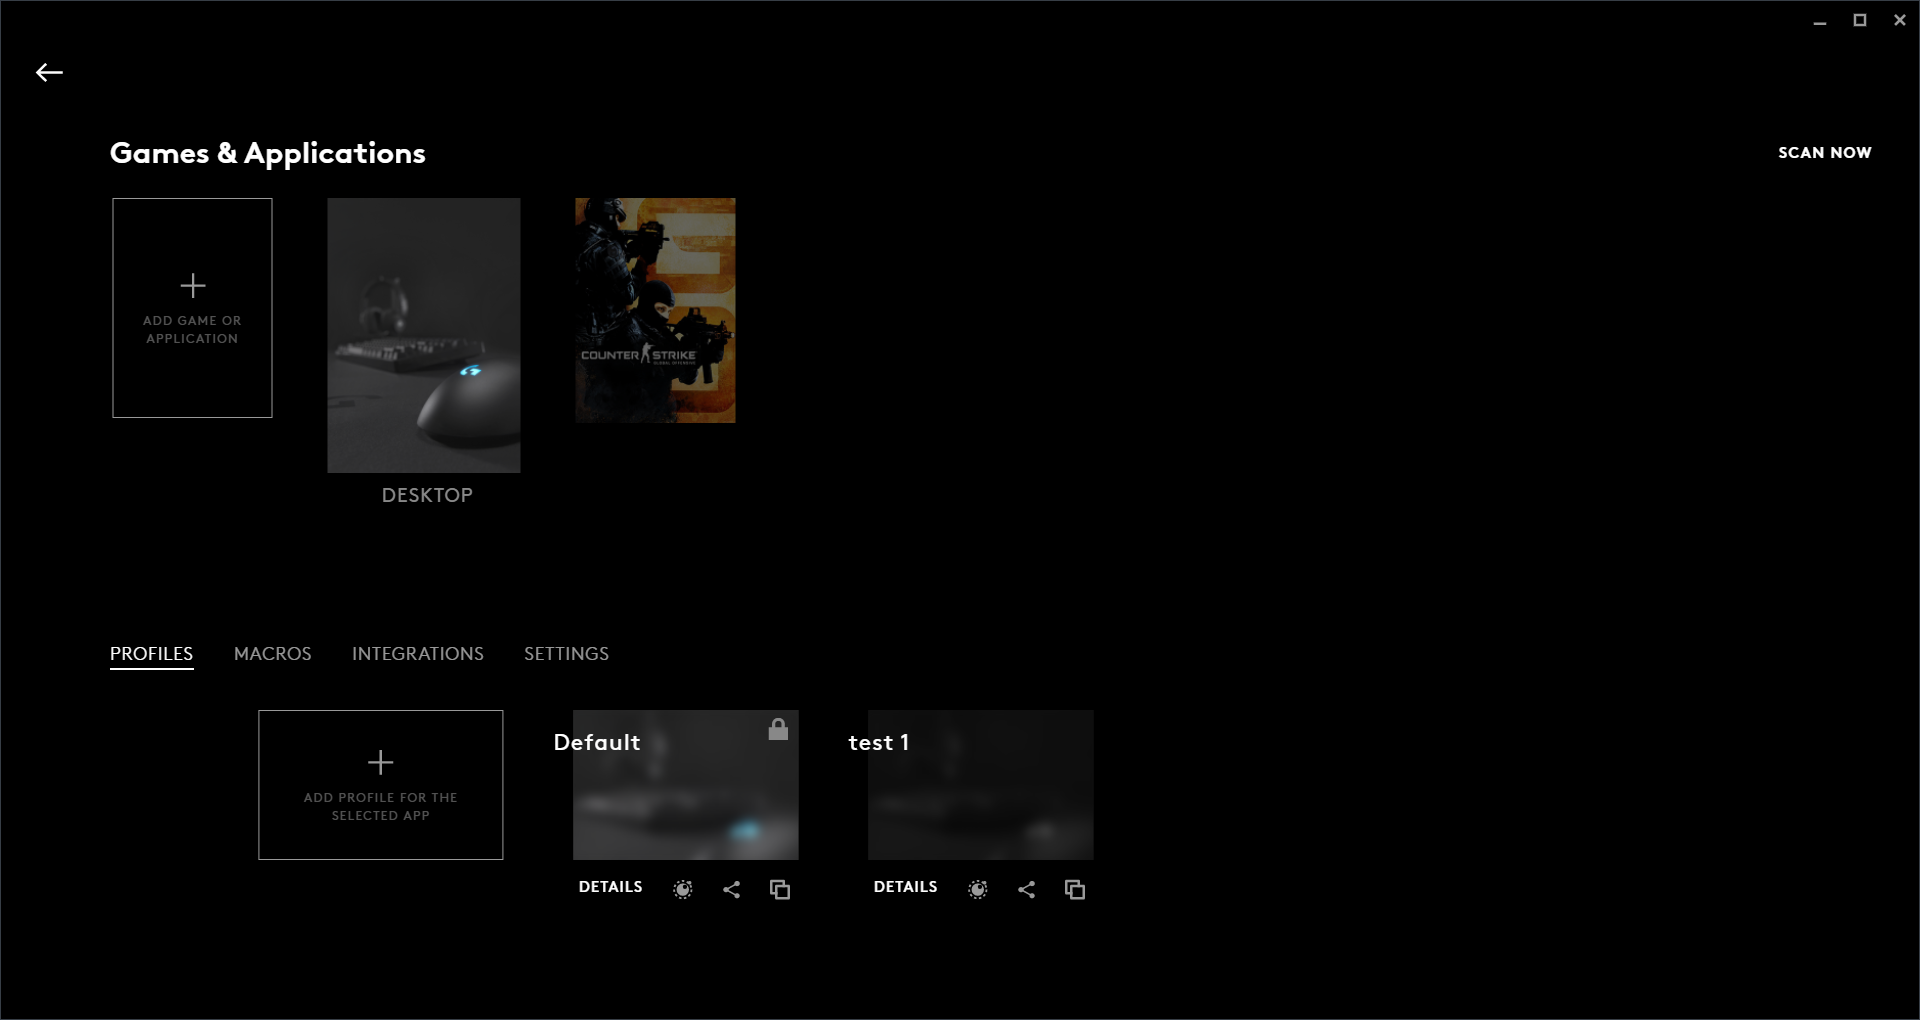 Games & Applications
SCAN NOW
ADD GAME OR
APPLICATION
COUNTER STRIKE
DESKTOP
PROFILES MACROS INTEGRATIONS SETTINGS
ADD PROFILE FOR THE
SELECTED APP
Default
test 1
DETAILS
DETAILS